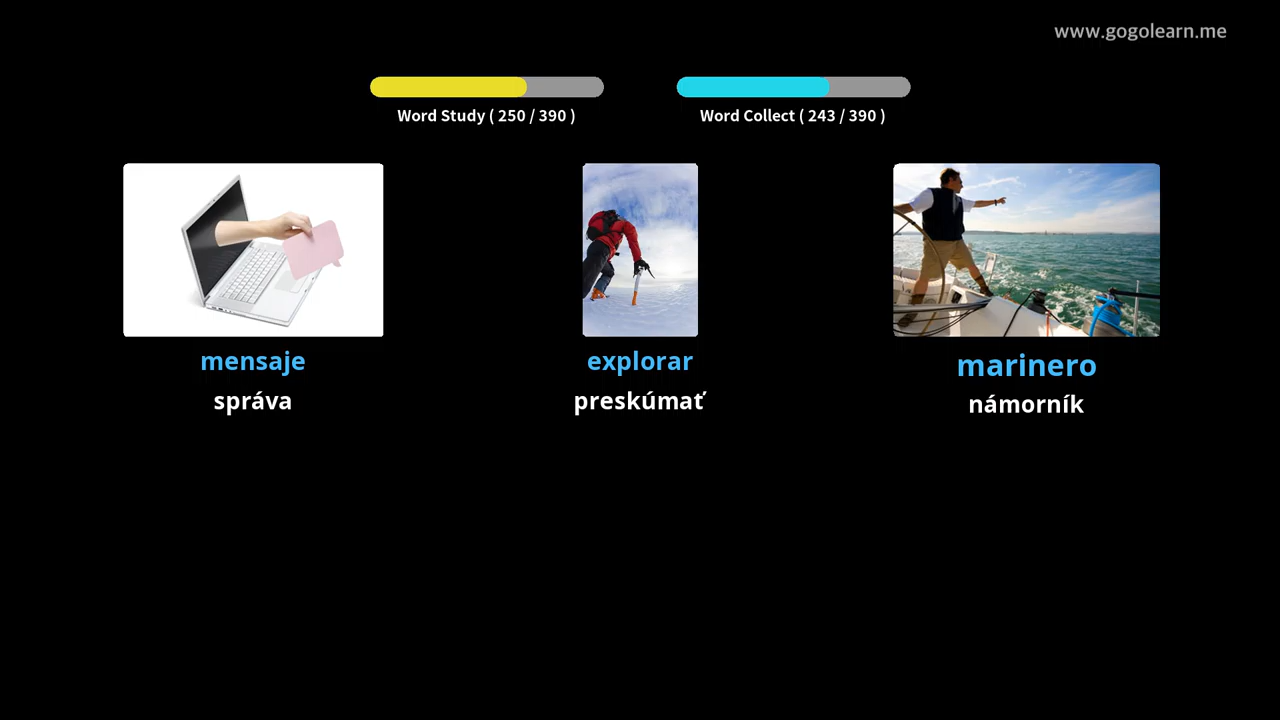 www.gogolearn.me
Word Study ( 250 / 390 )
Word Collect ( 243 / 390 )
mensaje
správa
explorar
preskúmať
marinero
námorník